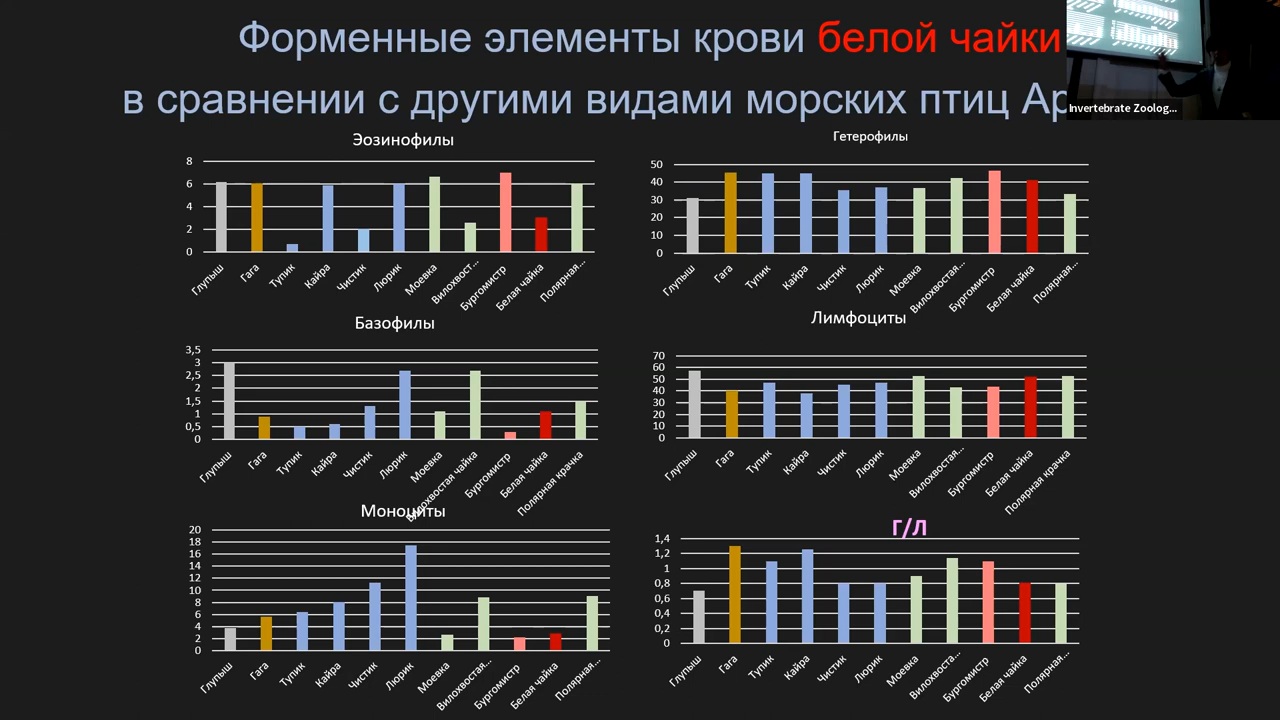 Форменные элементы крови белой чайки
в сравнении с другими видами морских птиц Ар
Invertebrate Zoolog...
Эозинофилы
8
6
4
2
0
Глупыш
Гага
Тупик
Кайра
Чистик
Люрик
Моевка
Вилохвост...
Бургомистр
Белая чайка
Полярная...
Гетерофилы
50
40
30
20
10
0
Глупыш
Гага
Тупик
Кайра
Чистик
Люрик
Моевка
Вилохвостая...
Бургомистр
Белая чайка
Полярная...
Базофилы
3,5
3
2,5
2
1,5
1
0,5
0
Глупыш
Гага
Тупик
Кайра
Чистик
Люрик
Моевка
Вилохвостая чайка
Бургомистр
Белая чайка
Полярная крачка
Лимфоциты
70
60
50
40
30
20
10
0
Глупыш
Гага
Тупик
Кайра
Чистик
Люрик
Моевка
Вилохвостая...
Бургомистр
Белая чайка
Полярная крачка
Моноциты
20
18
16
14
12
10
8
6
4
2
0
Глупыш
Гага
Тупик
Кайра
Чистик
Люрик
Моевка
Вилохвостая...
Бургомистр
Белая чайка
Полярная...
Г/Л
1,4
1,2
1
0,8
0,6
0,4
0,2
0
Глупыш
Гага
Тупик
Кайра
Чистик
Люрик
Моевка
Вилохвоста...
Бургомистр
Белая чайка
Полярная...